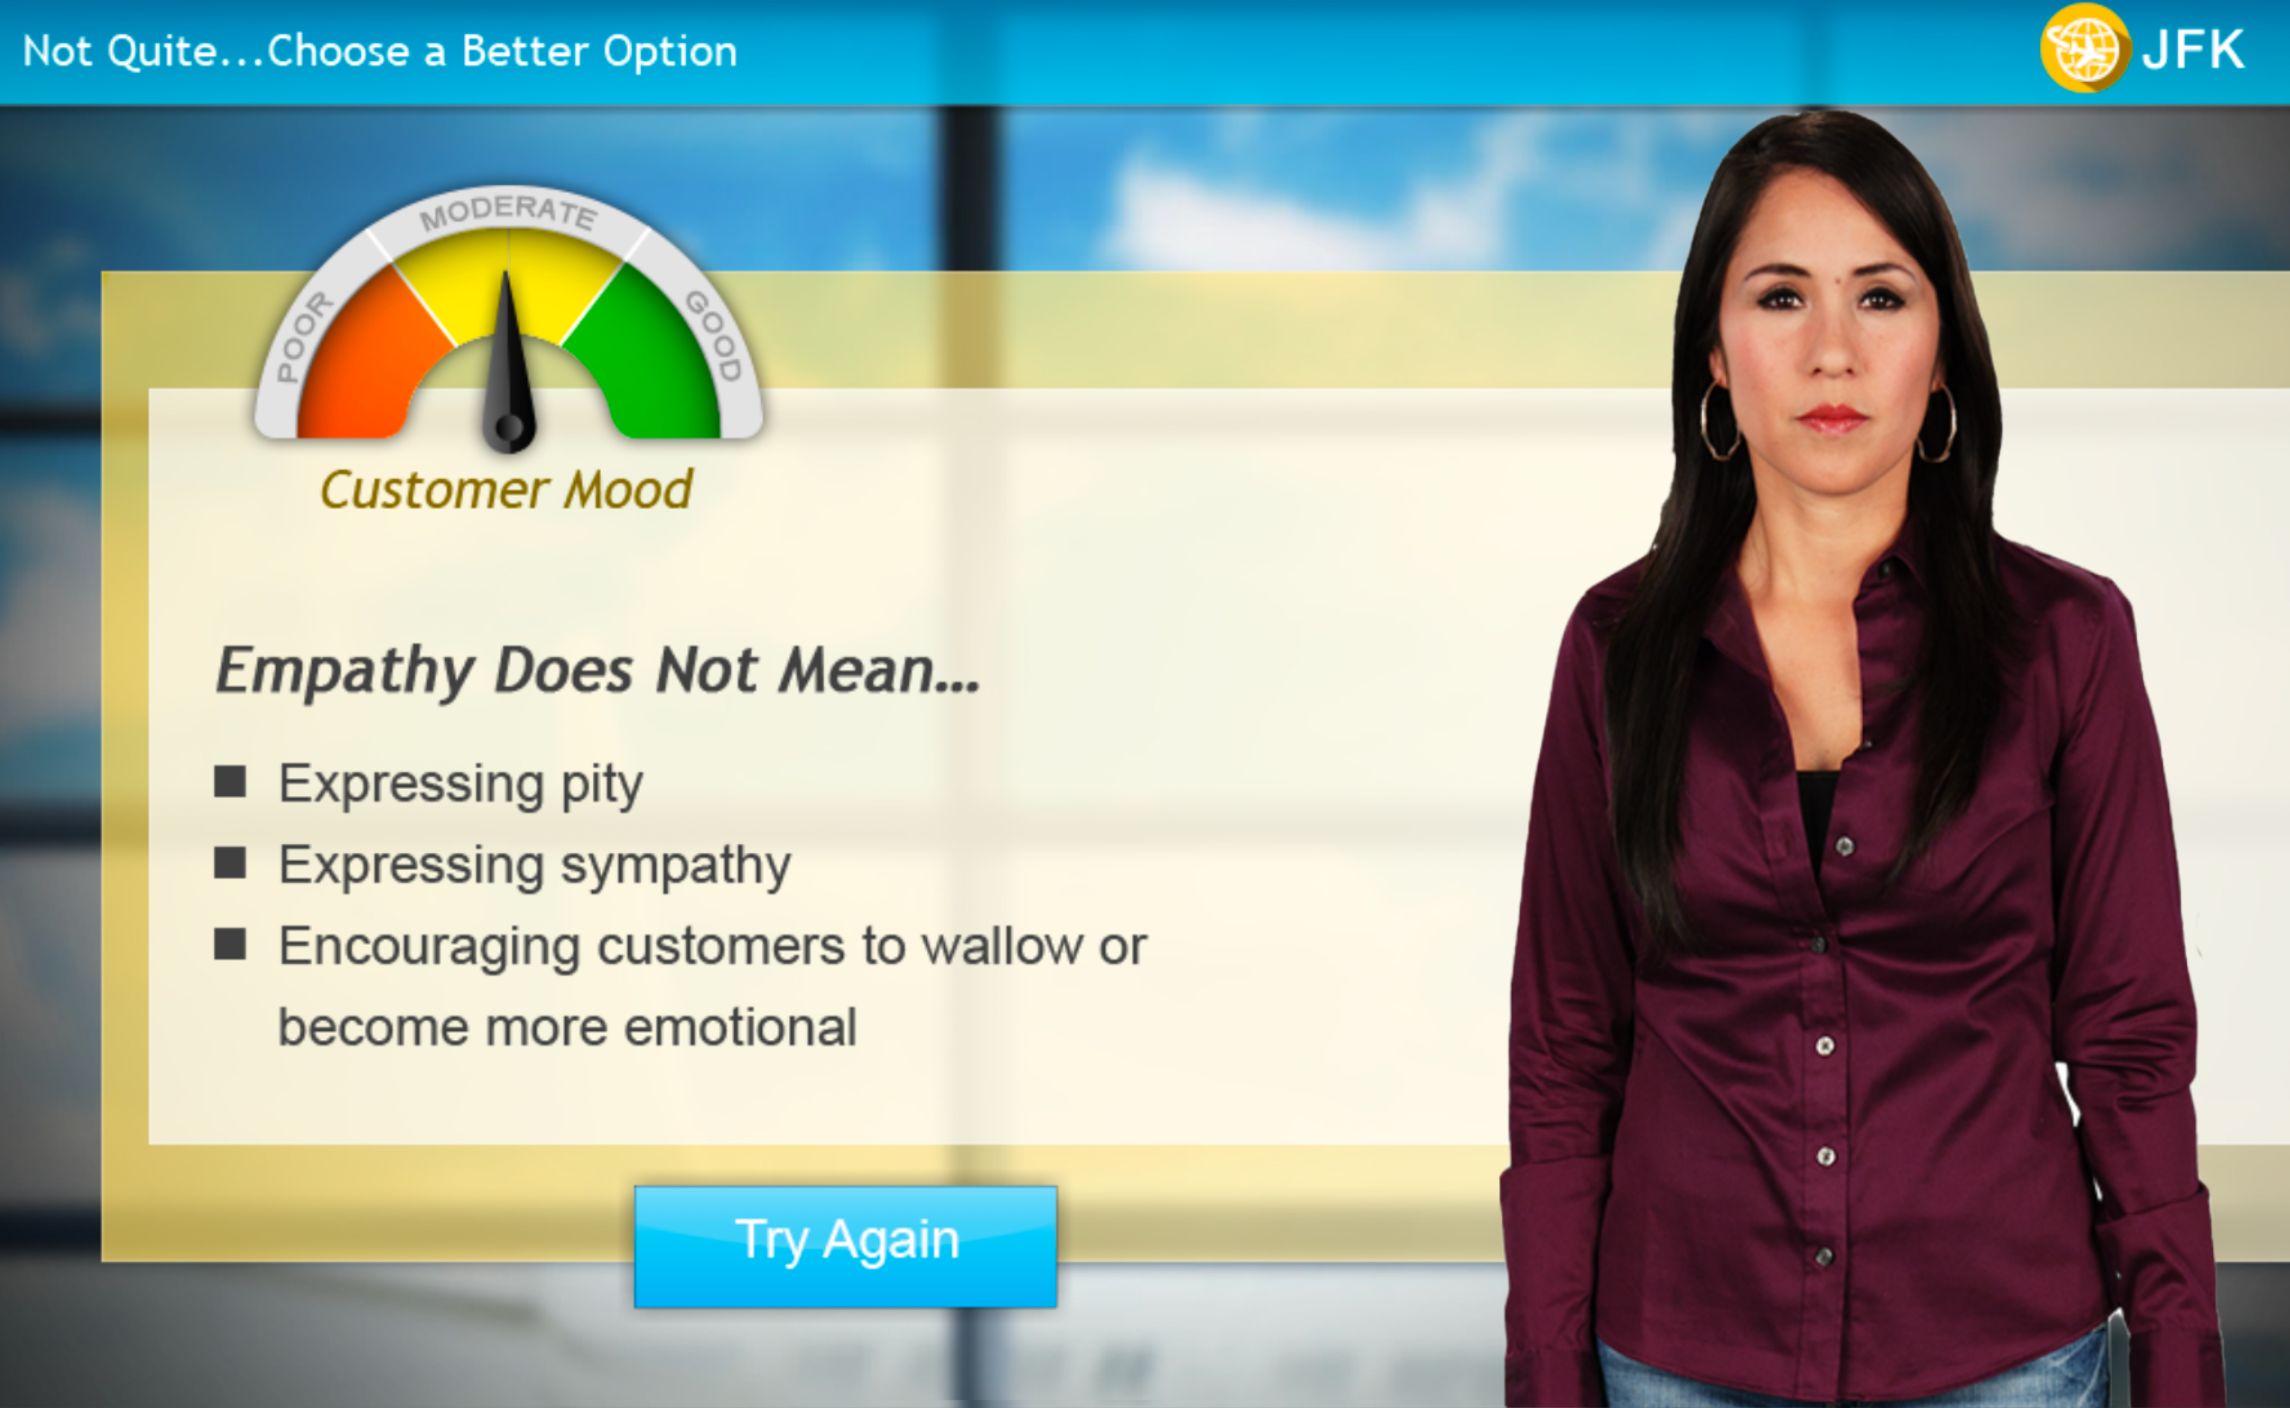 Not Quite...Choose a Better Option
JFK
POOR
MODERATE
GOOD
Customer Mood
Empathy Does Not Mean...
Expressing pity
Expressing sympathy
Encouraging customers to wallow or
become more emotional
Try Again